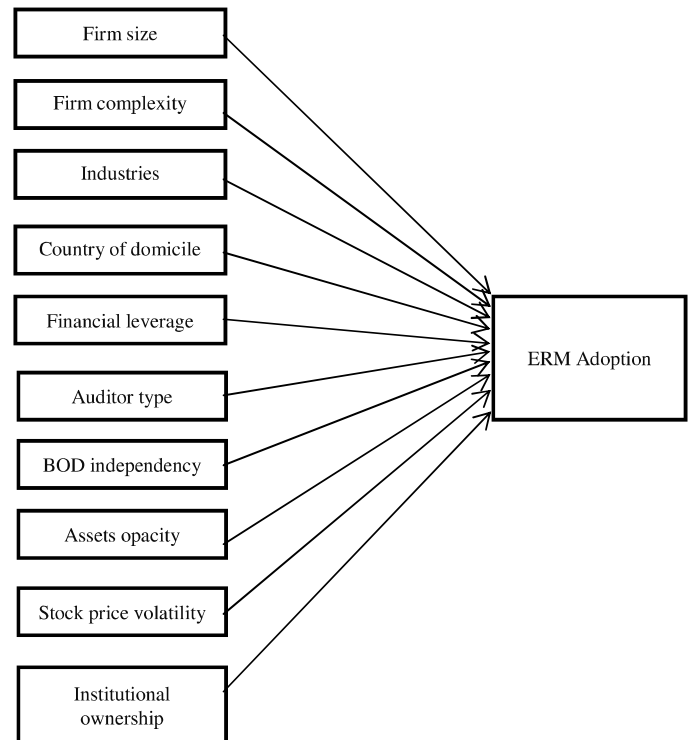 Firm size
Firm complexity
Industries
Country of domicile
Financial leverage
ERM Adoption
Auditor type
BOD independency
Assets opacity
Stock price volatility
Institutional
ownership